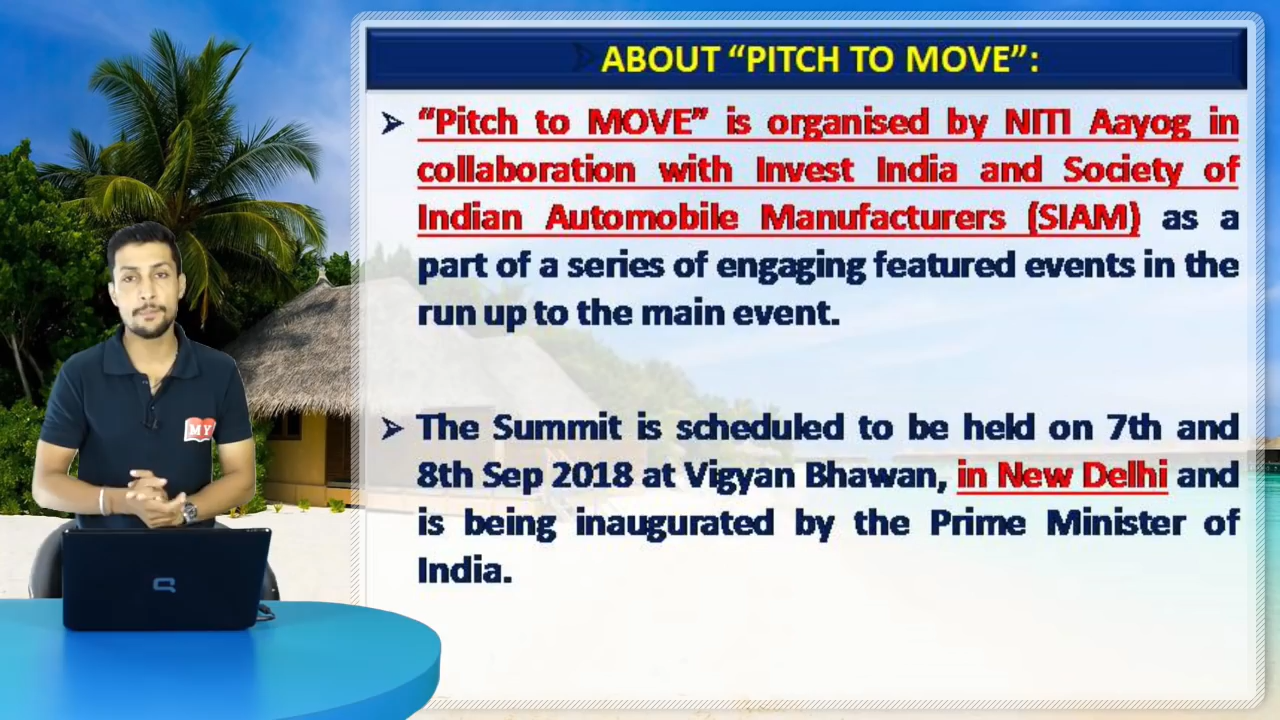 ABOUT “PITCH TO MOVE”:
“Pitch to MOVE” is organised by NITI Aayog in
collaboration with Invest India and Society of
Indian Automobile Manufacturers (SIAM) as a
part of a series of engaging featured events in the
run up to the main event.
The Summit is scheduled to be held on 7th and
8th Sep 2018 at Vigyan Bhawan, in New Delhi and
is being inaugurated by the Prime Minister of
India.
MY